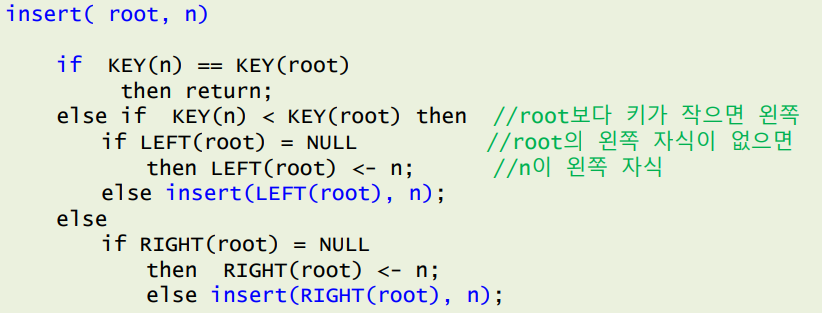 insert( root, n)
if KEY(n) == KEY(root)
then return;
else if KEY(n) < KEY(root) then //root보다 키가 작으면 왼쪽
if LEFT(root) = NULL //root의 왼쪽 자식이 없으면
then LEFT(root) <- n; //n이 왼쪽 자식
else insert(LEFT(root), n);
else
if RIGHT(root) = NULL
then RIGHT(root) <- n;
else insert(RIGHT(root), n);